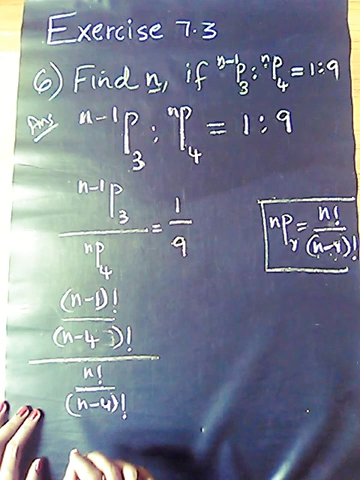 Exercise 7.3
6) Find n, if ⁿ⁻¹P₃ : ⁿP₄ = 1 : 9
Ans ⁿ⁻¹P₃ : ⁿP₄ = 1 : 9
ⁿ⁻¹P₃ / ⁿP₄ = 1/9
nPᵣ = n! / (n-r)!
(n-1)!
(n-4)!
n!
(n-4)!